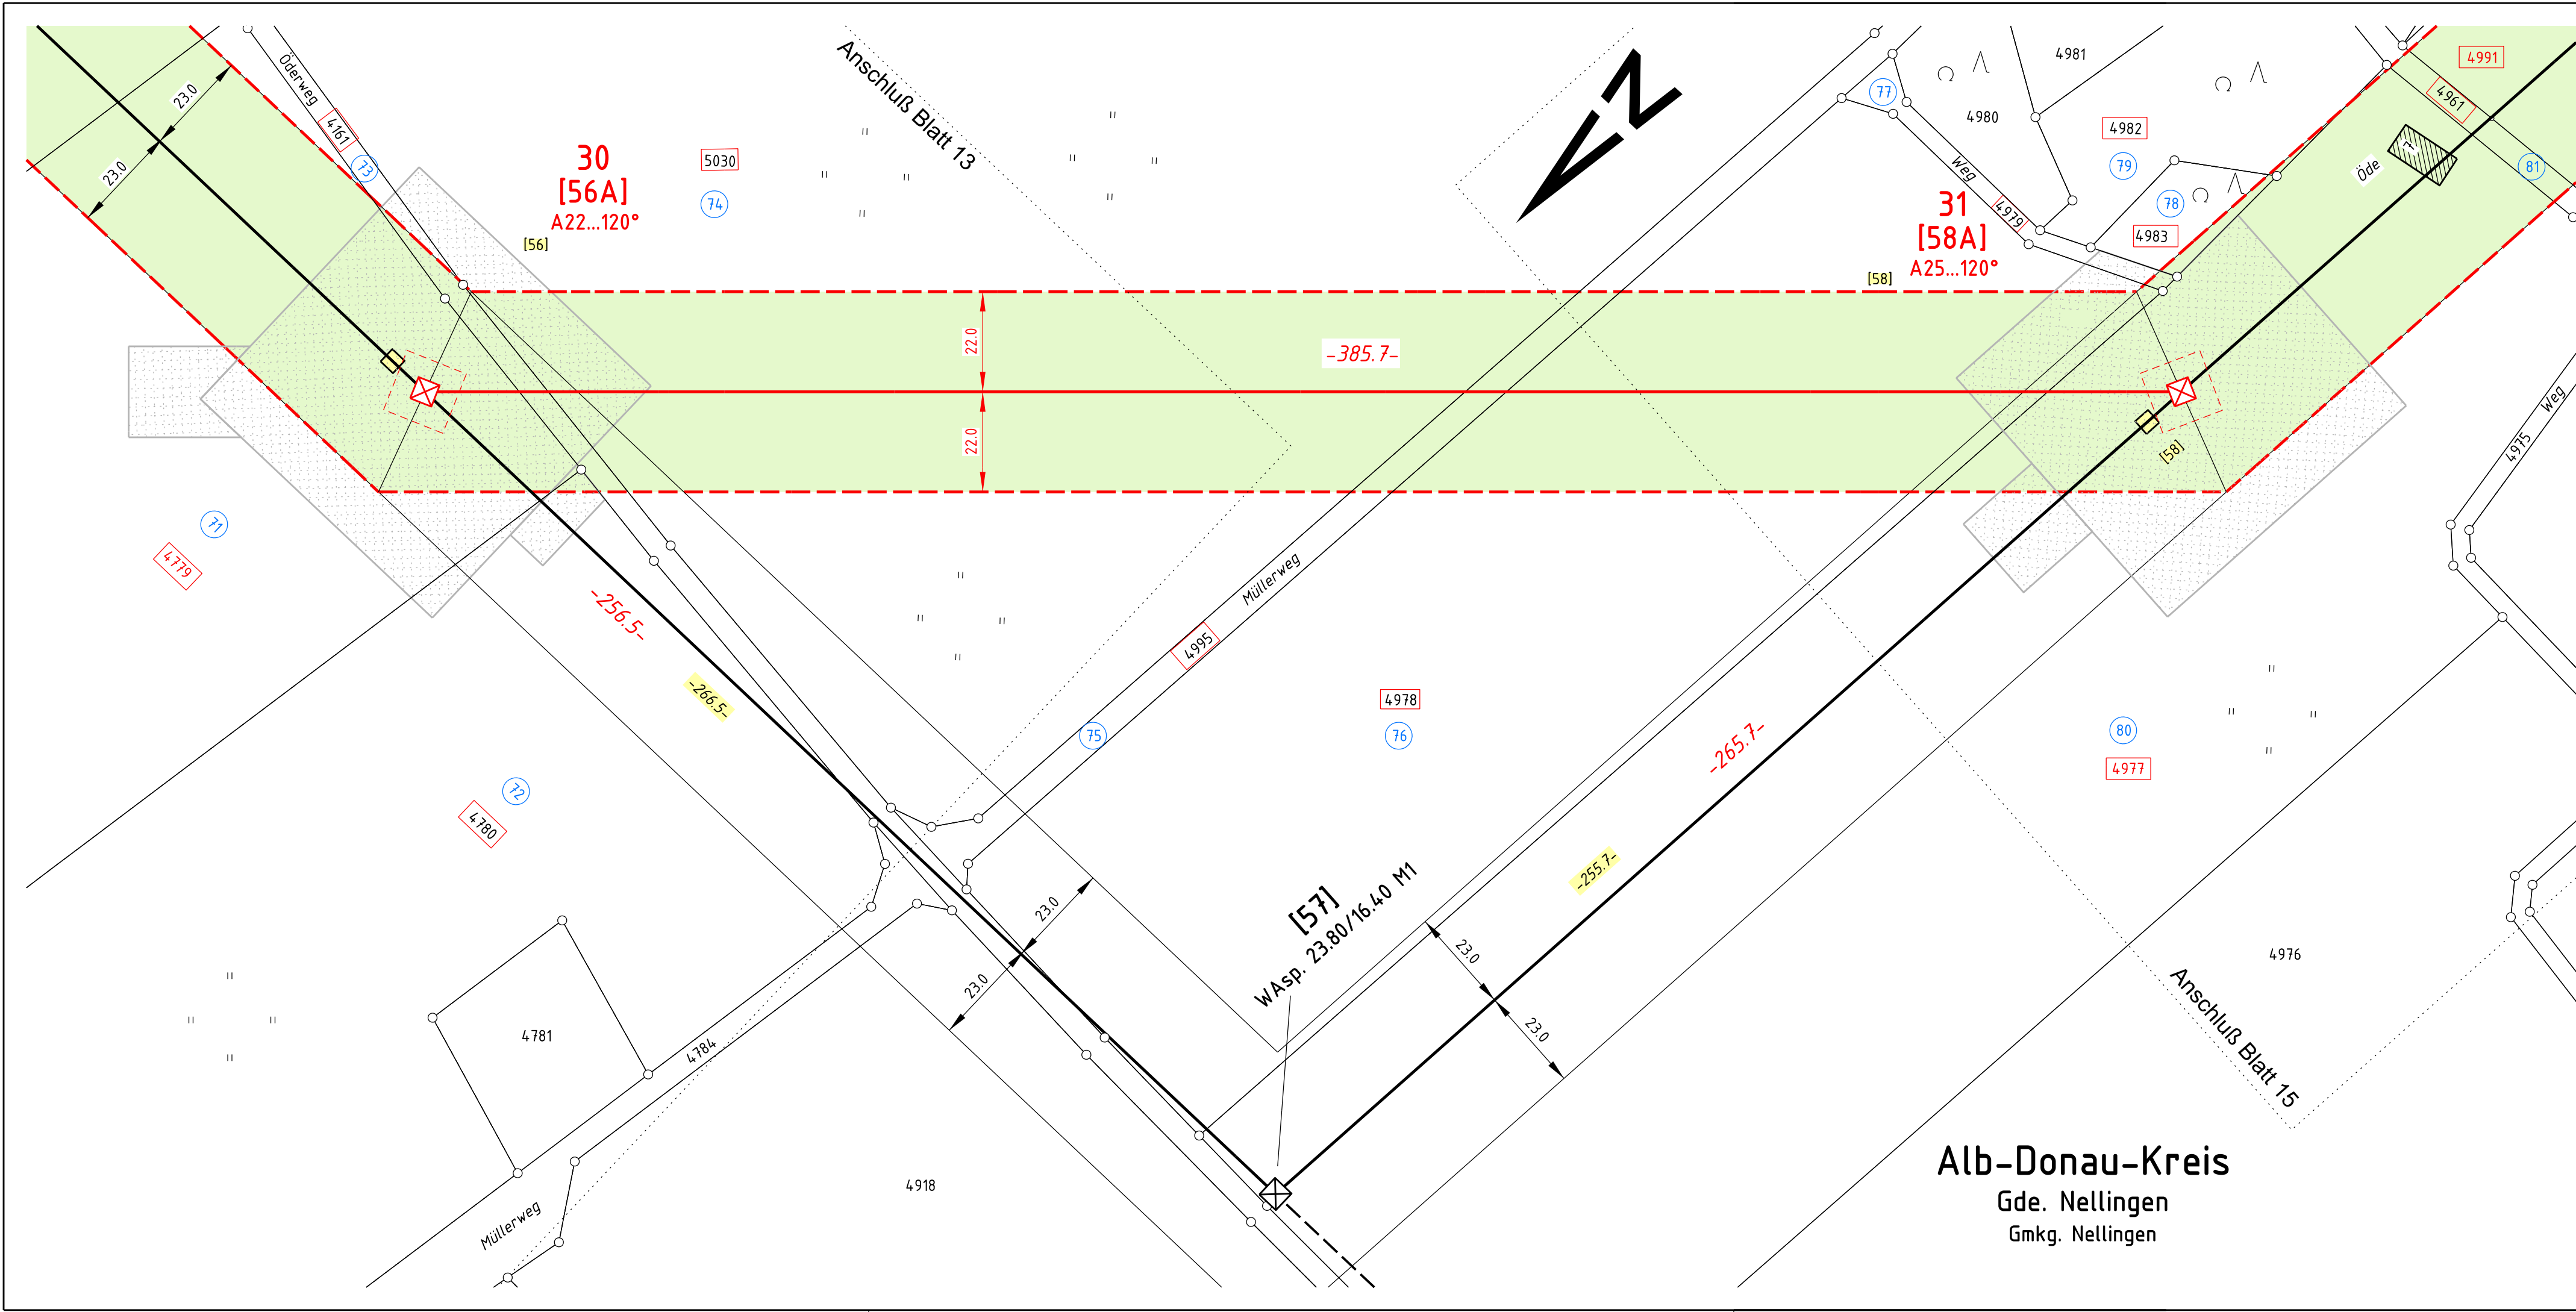 Öderweg
4161
73
23.0
23.0
30
[56A]
A22...120°
[56]
5030
74
Anschluß Blatt 13
N
77
4981
4980
4982
79
78
4983
Weg
4979
31
[58A]
A25...120°
[58]
4991
4961
7
Öde
81
22.0
22.0
-385.7-
[58]
Weg
4975
71
4779
-256.5-
-266.5-
Müllerweg
4995
75
4978
76
-265.7-
-255.7-
80
4977
72
4780
23.0
23.0
[57]
WAsp. 23.80/16.40 M1
23.0
23.0
4976
Anschluß Blatt 15
4781
4784
Müllerweg
4918
Alb-Donau-Kreis
Gde. Nellingen
Gmkg. Nellingen